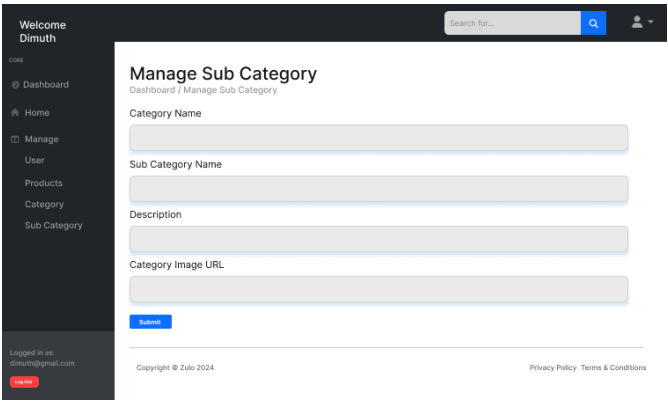 Welcome
Dimuth
Search for...
CORE
Dashboard
Home
Manage
User
Products
Category
Sub Category
Logged in as:
dimuth@gmail.com
Log Out
Manage Sub Category
Dashboard / Manage Sub Category
Category Name
Sub Category Name
Description
Category Image URL
Submit
Copyright © Zulo 2024
Privacy Policy Terms & Conditions